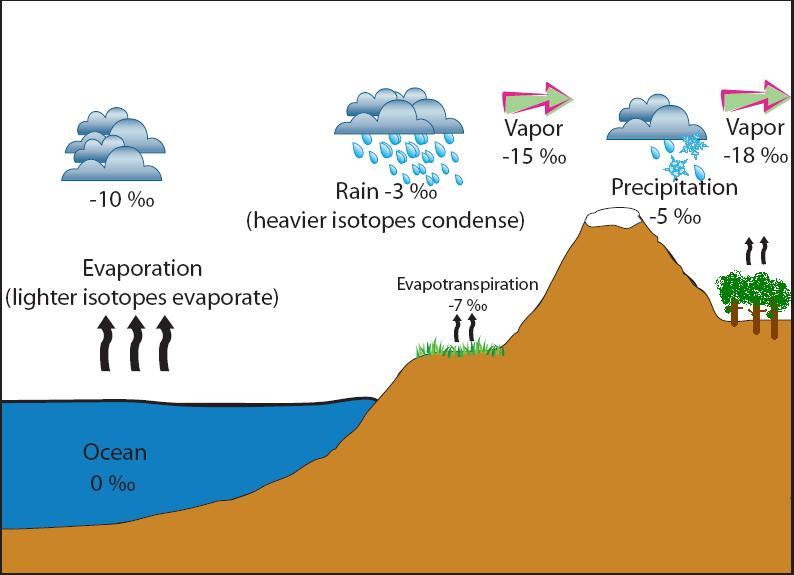 -10 ‰
Rain -3 ‰
(heavier isotopes condense)
Vapor
-15 ‰
Precipitation
-5 ‰
Vapor
-18 ‰
Evaporation
(lighter isotopes evaporate)
Evapotranspiration
-7 ‰
Ocean
0 ‰